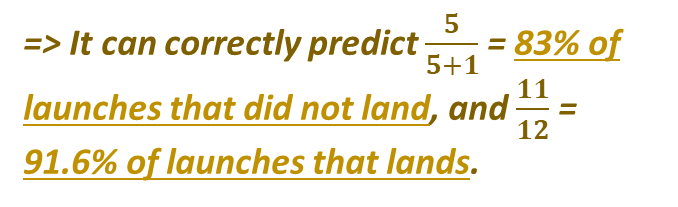 => It can correctly predict 5/(5+1) = 83% of
launches that did not land, and 11/12 =
91.6% of launches that lands.